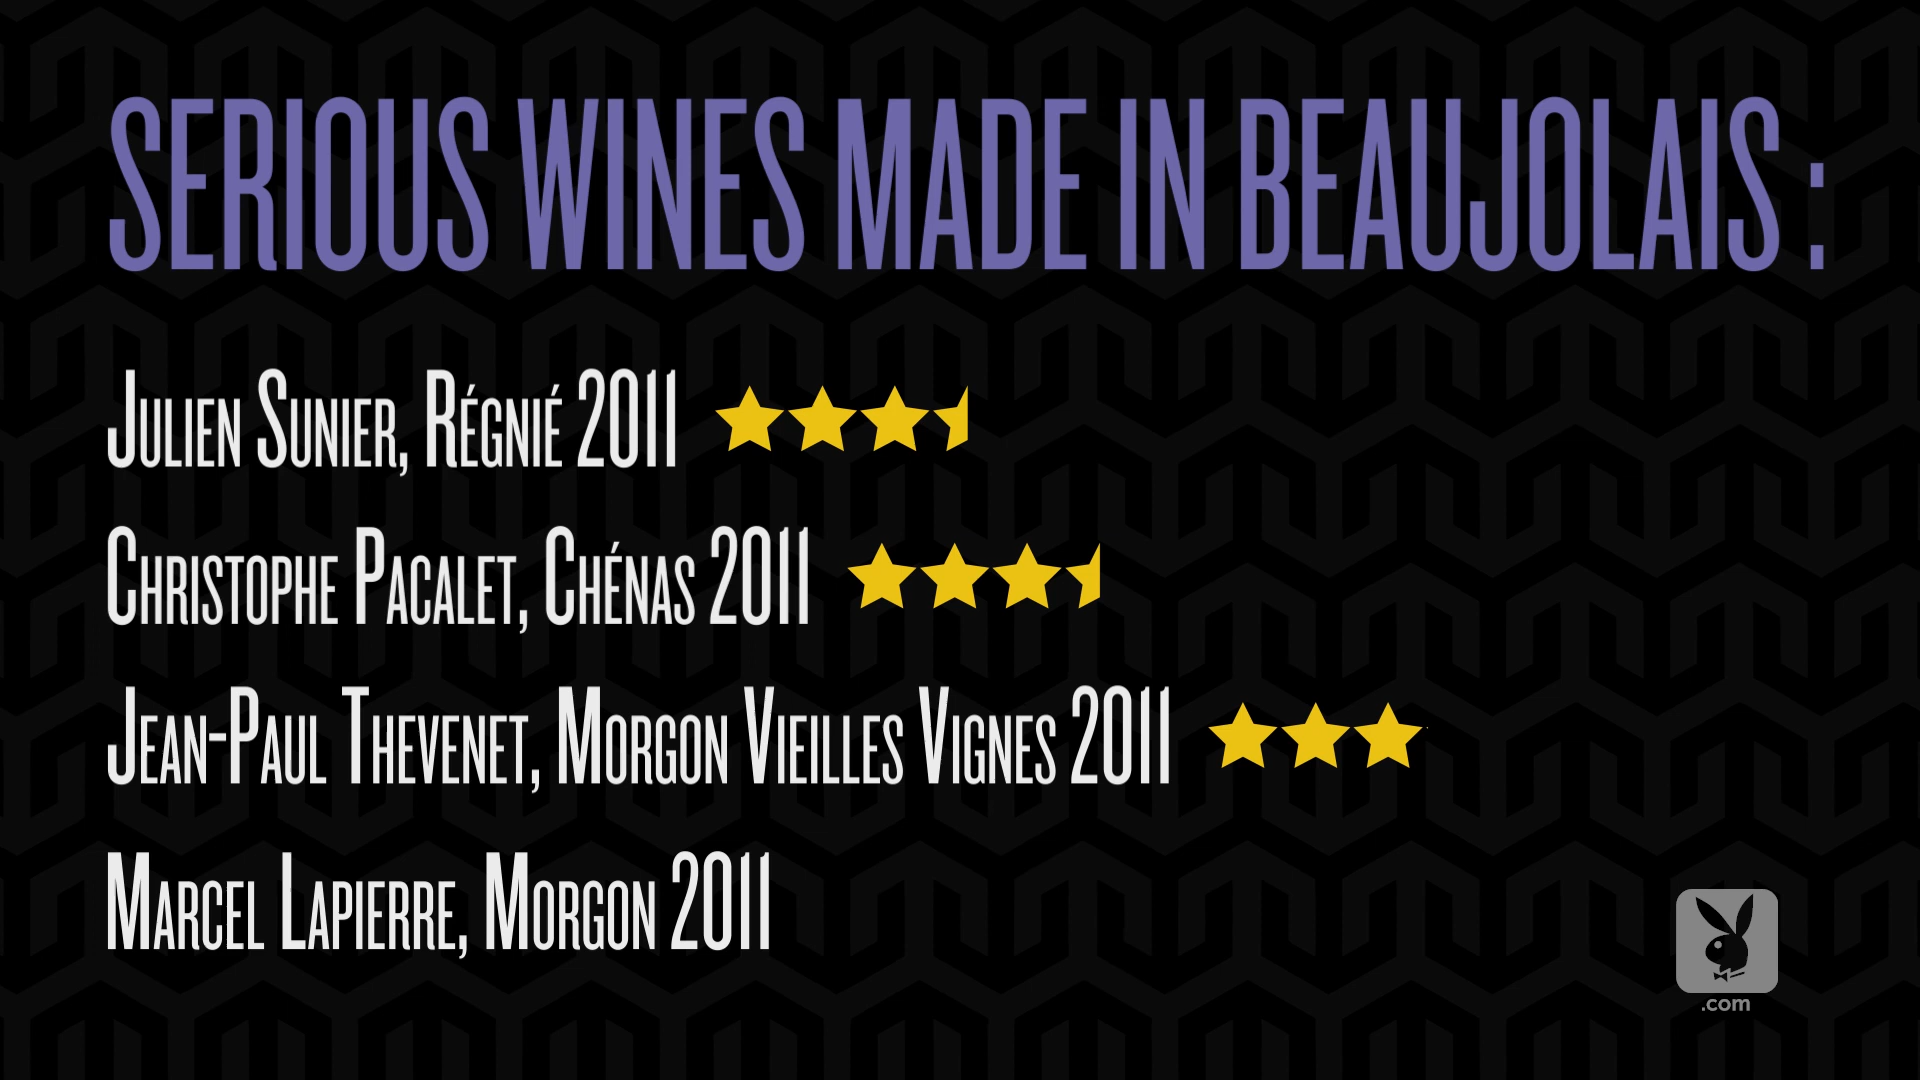 SERIOUS WINES MADE IN BEAUJOLAIS :
JULIEN SUNIER, RÉGNIÉ 2011
CHRISTOPHE PACALET, CHÉNAS 2011
JEAN-PAUL THEVENET, MORGON VIEILLES VIGNES 2011
MARCEL LAPIERRE, MORGON 2011
.com